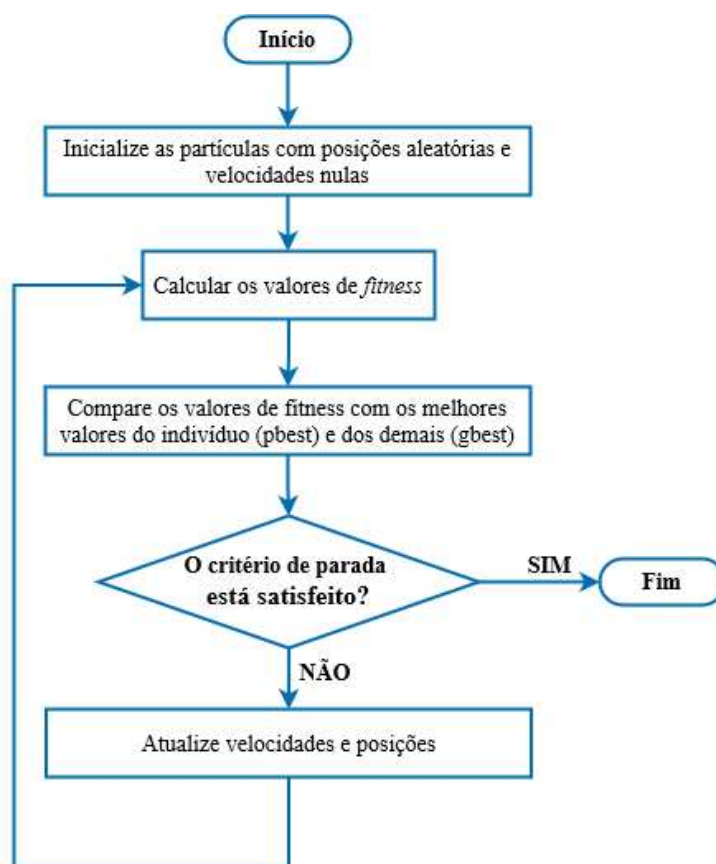 Início
Inicialize as partículas com posições aleatórias e
velocidades nulas
Calcular os valores de fitness
Compare os valores de fitness com os melhores
valores do indivíduo (pbest) e dos demais (gbest)
O critério de parada
está satisfeito?
SIM
Fim
NÃO
Atualize velocidades e posições